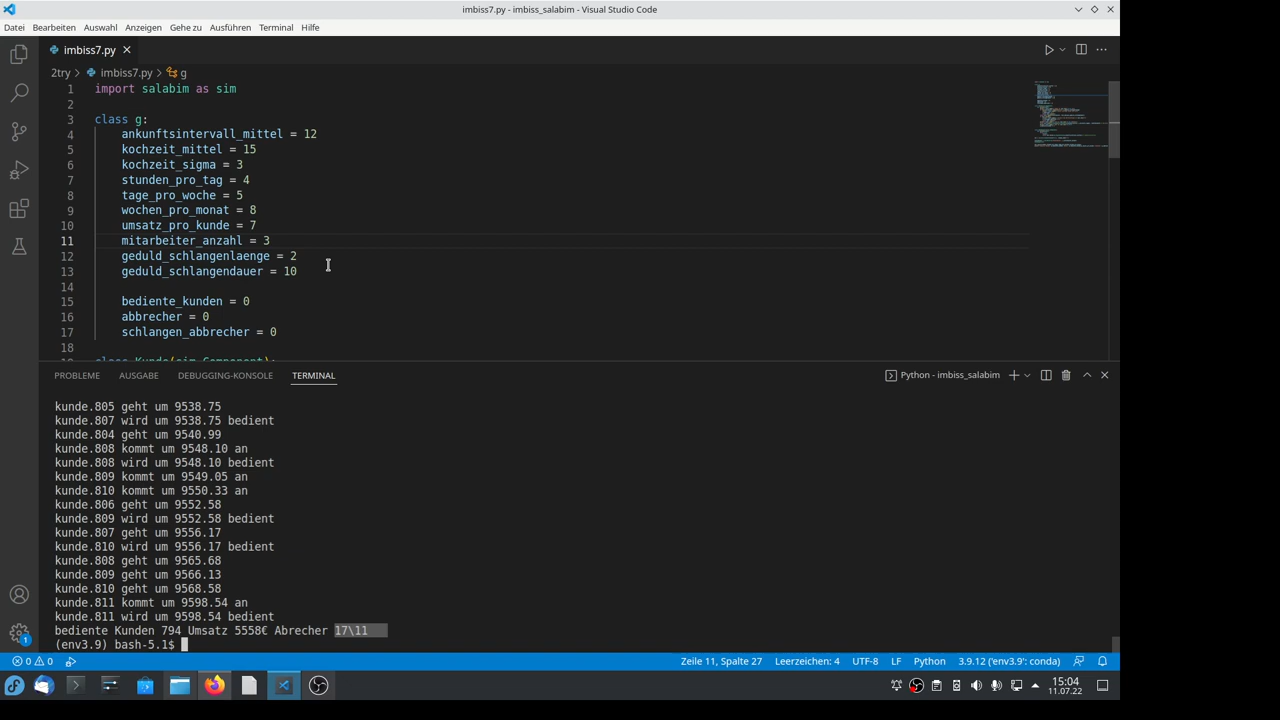 imbiss7.py - imbiss_salabim - Visual Studio Code
Datei Bearbeiten Auswahl Anzeigen Gehe zu Ausführen Terminal Hilfe
imbiss7.py
2try > imbiss7.py > g
1 import salabim as sim
2
3 class g:
4 ankunftsintervall_mittel = 12
5 kochzeit_mittel = 15
6 kochzeit_sigma = 3
7 stunden_pro_tag = 4
8 tage_pro_woche = 5
9 wochen_pro_monat = 8
10 umsatz_pro_kunde = 7
11 mitarbeiter_anzahl = 3
12 geduld_schlangenlaenge = 2
13 geduld_schlangendauer = 10
14
15 bediente_kunden = 0
16 abbrecher = 0
17 schlangen_abbrecher = 0
18
PROBLEME AUSGABE DEBUGGING-KONSOLE TERMINAL Python - imbiss_salabim
kunde.805 geht um 9538.75
kunde.807 wird um 9538.75 bedient
kunde.804 geht um 9540.99
kunde.808 kommt um 9548.10 an
kunde.808 wird um 9548.10 bedient
kunde.809 kommt um 9549.05 an
kunde.810 kommt um 9550.33 an
kunde.806 geht um 9552.58
kunde.809 wird um 9552.58 bedient
kunde.807 geht um 9556.17
kunde.810 wird um 9556.17 bedient
kunde.808 geht um 9565.68
kunde.809 geht um 9566.13
kunde.810 geht um 9568.58
kunde.811 kommt um 9598.54 an
kunde.811 wird um 9598.54 bedient
bediente Kunden 794 Umsatz 5558€ Abrecher 17\11
(env3.9) bash-5.1$
0 0 Zeile 11, Spalte 27 Leerzeichen: 4 UTF-8 LF Python 3.9.12 ('env3.9': conda)
1
15:04
11.07.22